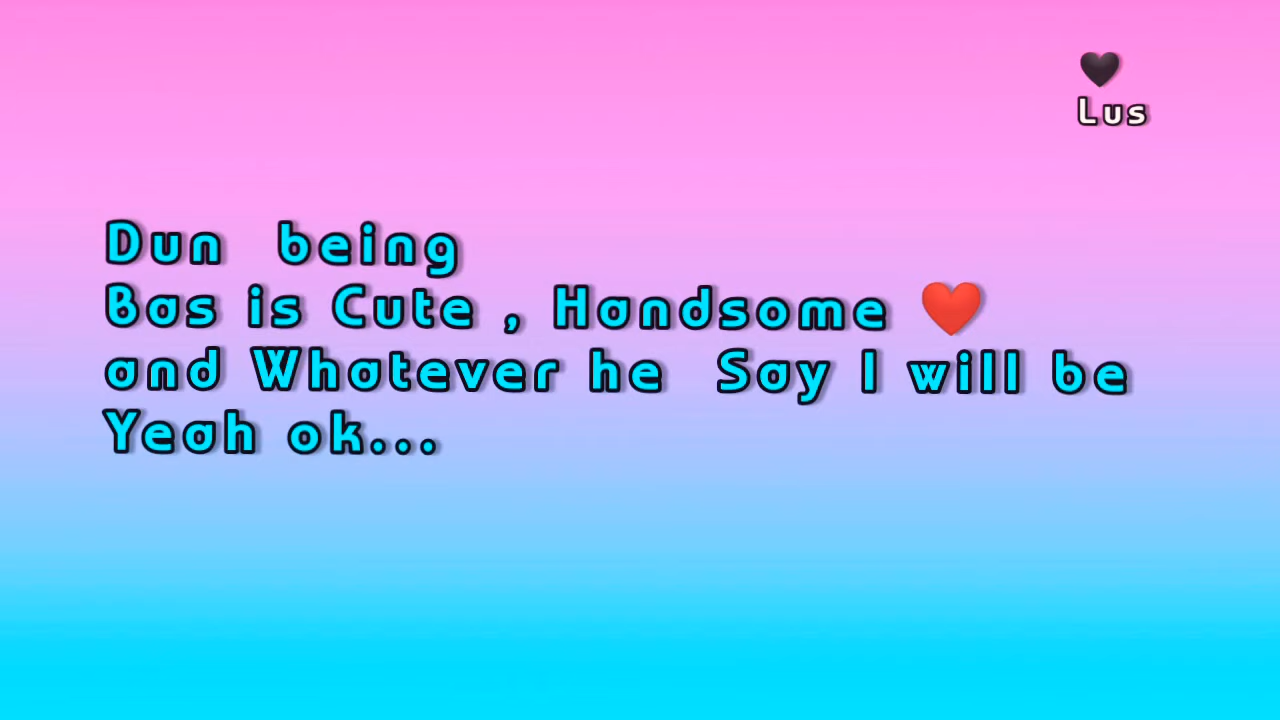 🖤
Lus
Dun being
Bas is Cute , Handsome ❤️
and Whatever he Say I will be
Yeah ok...